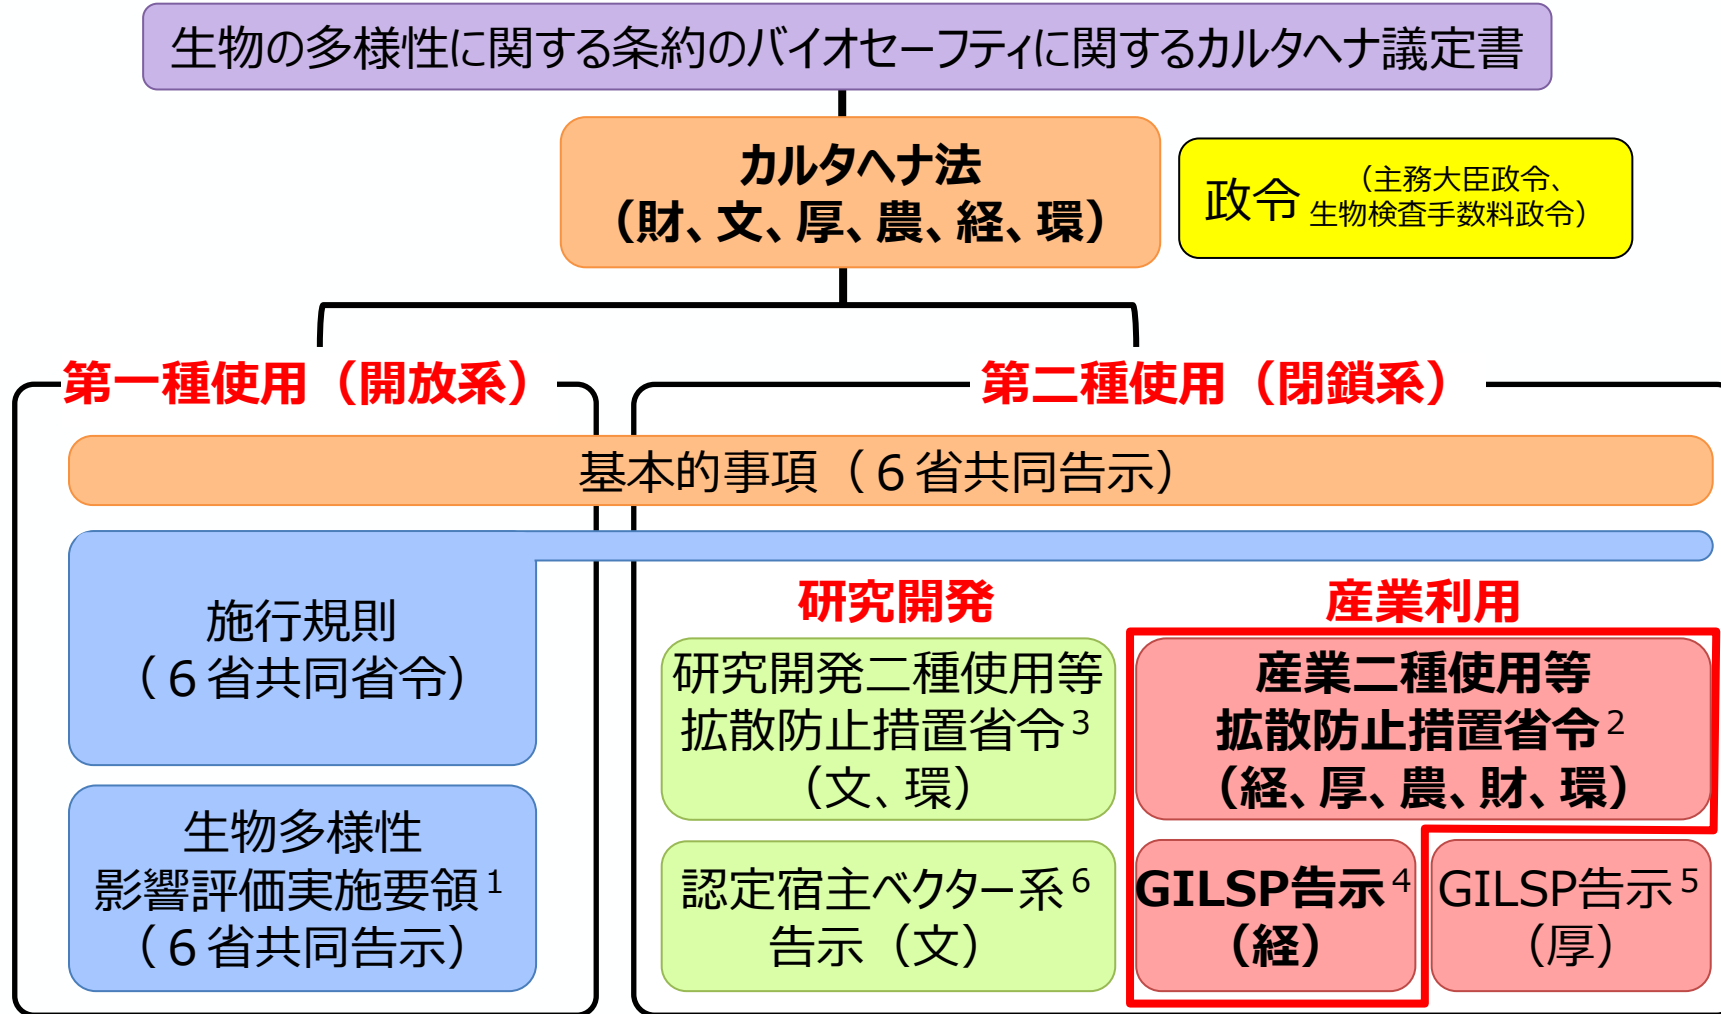 生物の多様性に関する条約のバイオセーフティに関するカルタヘナ議定書
カルタヘナ法
（財、文、厚、農、経、環）
政令（主務大臣政令、
生物検査手数料政令）
第一種使用（開放系）
第二種使用（閉鎖系）
基本的事項（６省共同告示）
施行規則
（６省共同省令）
生物多様性
影響評価実施要領1
（６省共同告示）
研究開発
研究開発二種使用等
拡散防止措置省令3
（文、環）
認定宿主ベクター系6
告示（文）
産業利用
産業二種使用等
拡散防止措置省令2
（経、厚、農、財、環）
GILSP告示4
（経）
GILSP告示5
（厚）